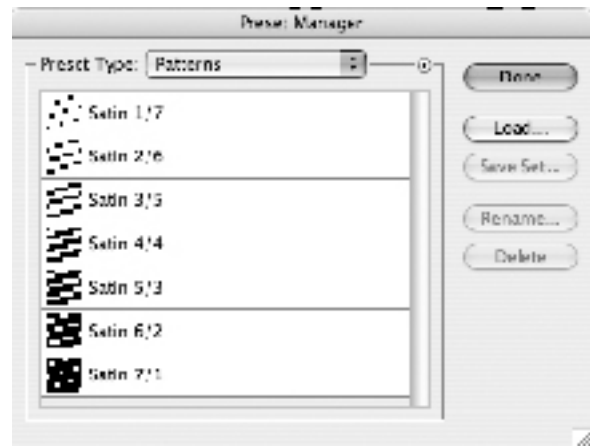 Preset Manager
Preset Type: Patterns
Done
Satin 1/7
Load...
Satin 2/6
Save Set...
Satin 3/5
Rename...
Satin 4/4
Delete
Satin 5/3
Satin 6/2
Satin 7/1